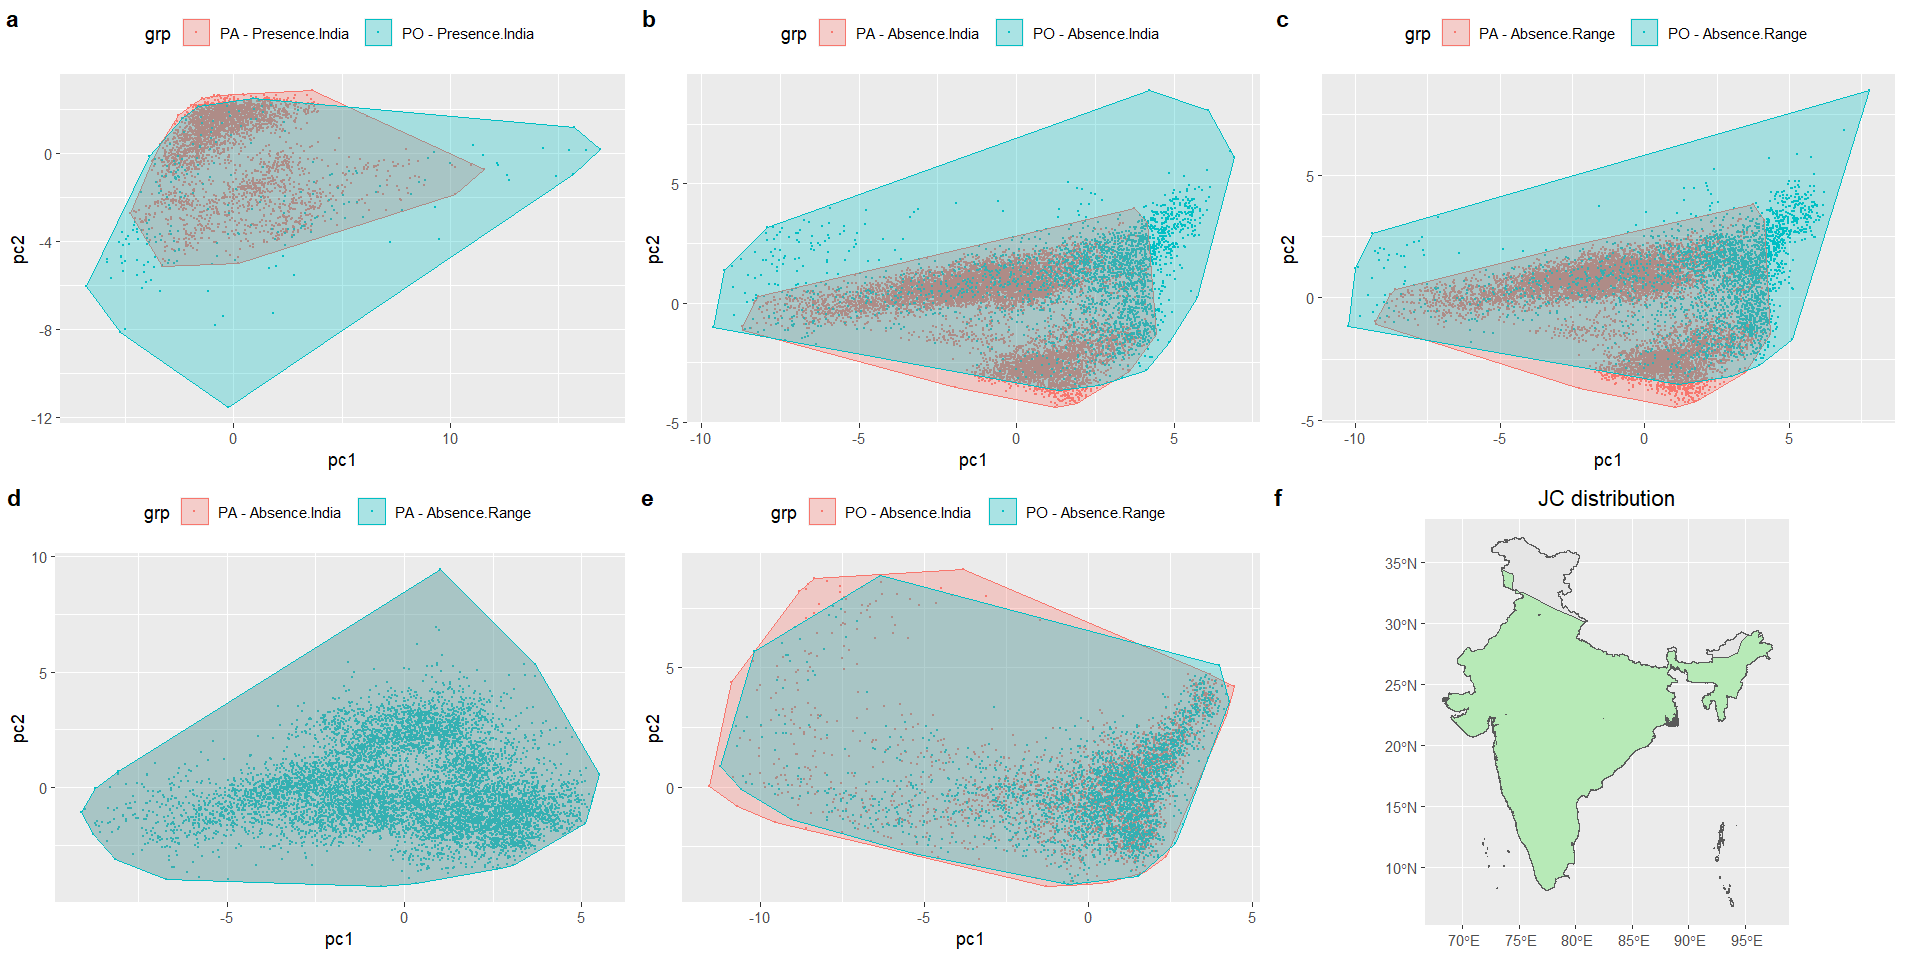 a
grp PA - Presence.India PO - Presence.India
0
-4
-8
-12
pc2
0 10
pc1
b
grp PA - Absence.India PO - Absence.India
5
0
-5
pc2
-10 -5 0 5
pc1
c
grp PA - Absence.Range PO - Absence.Range
5
0
-5
pc2
-10 -5 0 5
pc1
d
grp PA - Absence.India PA - Absence.Range
10
5
0
pc2
-5 0 5
pc1
e
grp PO - Absence.India PO - Absence.Range
5
0
pc2
-10 -5 0 5
pc1
f
JC distribution
35°N
30°N
25°N
20°N
15°N
10°N
70°E 75°E 80°E 85°E 90°E 95°E